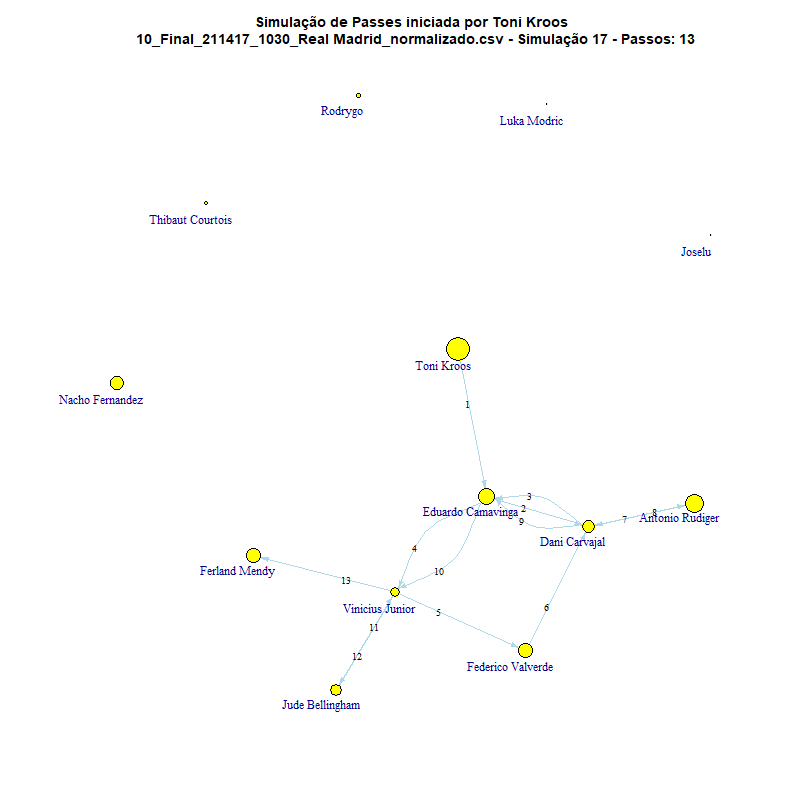 Simulação de Passes iniciada por Toni Kroos
10_Final_211417_1030_Real Madrid_normalizado.csv - Simulação 17 - Passos: 13
Rodrygo
Luka Modric
Thibaut Courtois
Joselu
Toni Kroos
Nacho Fernandez
1
3
Eduardo Camavinga
2
8
Antonio Rudiger
7
9
Dani Carvajal
4
10
Ferland Mendy
13
Vinicius Junior
6
5
11
12
Federico Valverde
Jude Bellingham